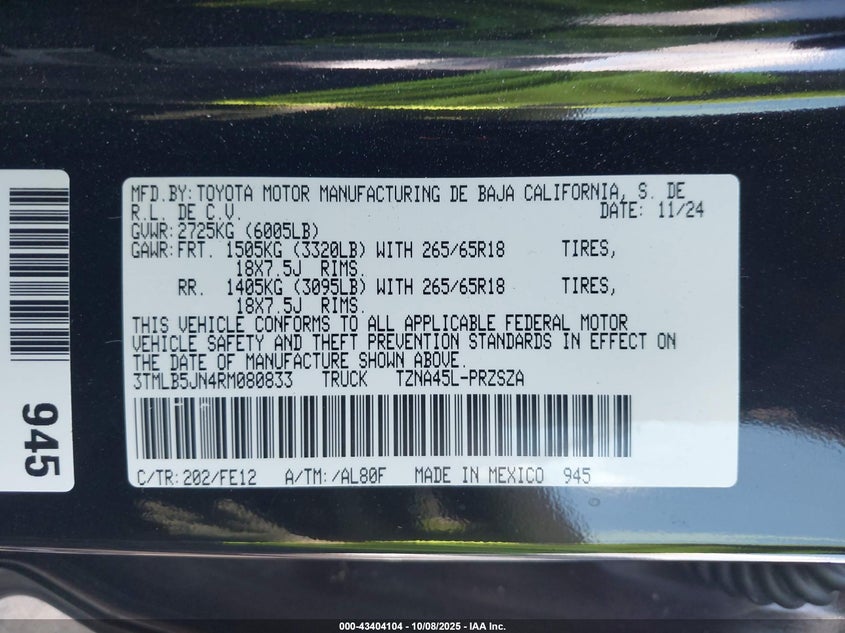 MFD.BY:TOYOTA MOTOR MANUFACTURING DE BAJA CALIFORNIA, S. DE
R.L. DE C.V. DATE: 11/24
GVWR:2725KG (6005LB)
GAWR:FRT. 1505KG (3320LB) WITH 265/65R18 TIRES,
18X7.5J RIMS.
RR. 1405KG (3095LB) WITH 265/65R18 TIRES,
18X7.5J RIMS.
THIS VEHICLE CONFORMS TO ALL APPLICABLE FEDERAL MOTOR
VEHICLE SAFETY AND THEFT PREVENTION STANDARDS IN EFFECT ON
THE DATE OF MANUFACTURE SHOWN ABOVE.
3TMLB5JN4RM080833 TRUCK TZNA45L-PRZSZA
C/TR:202/FE12 A/TM:/AL80F MADE IN MEXICO 945
945
000-43404104 - 10/08/2025 - IAA Inc.